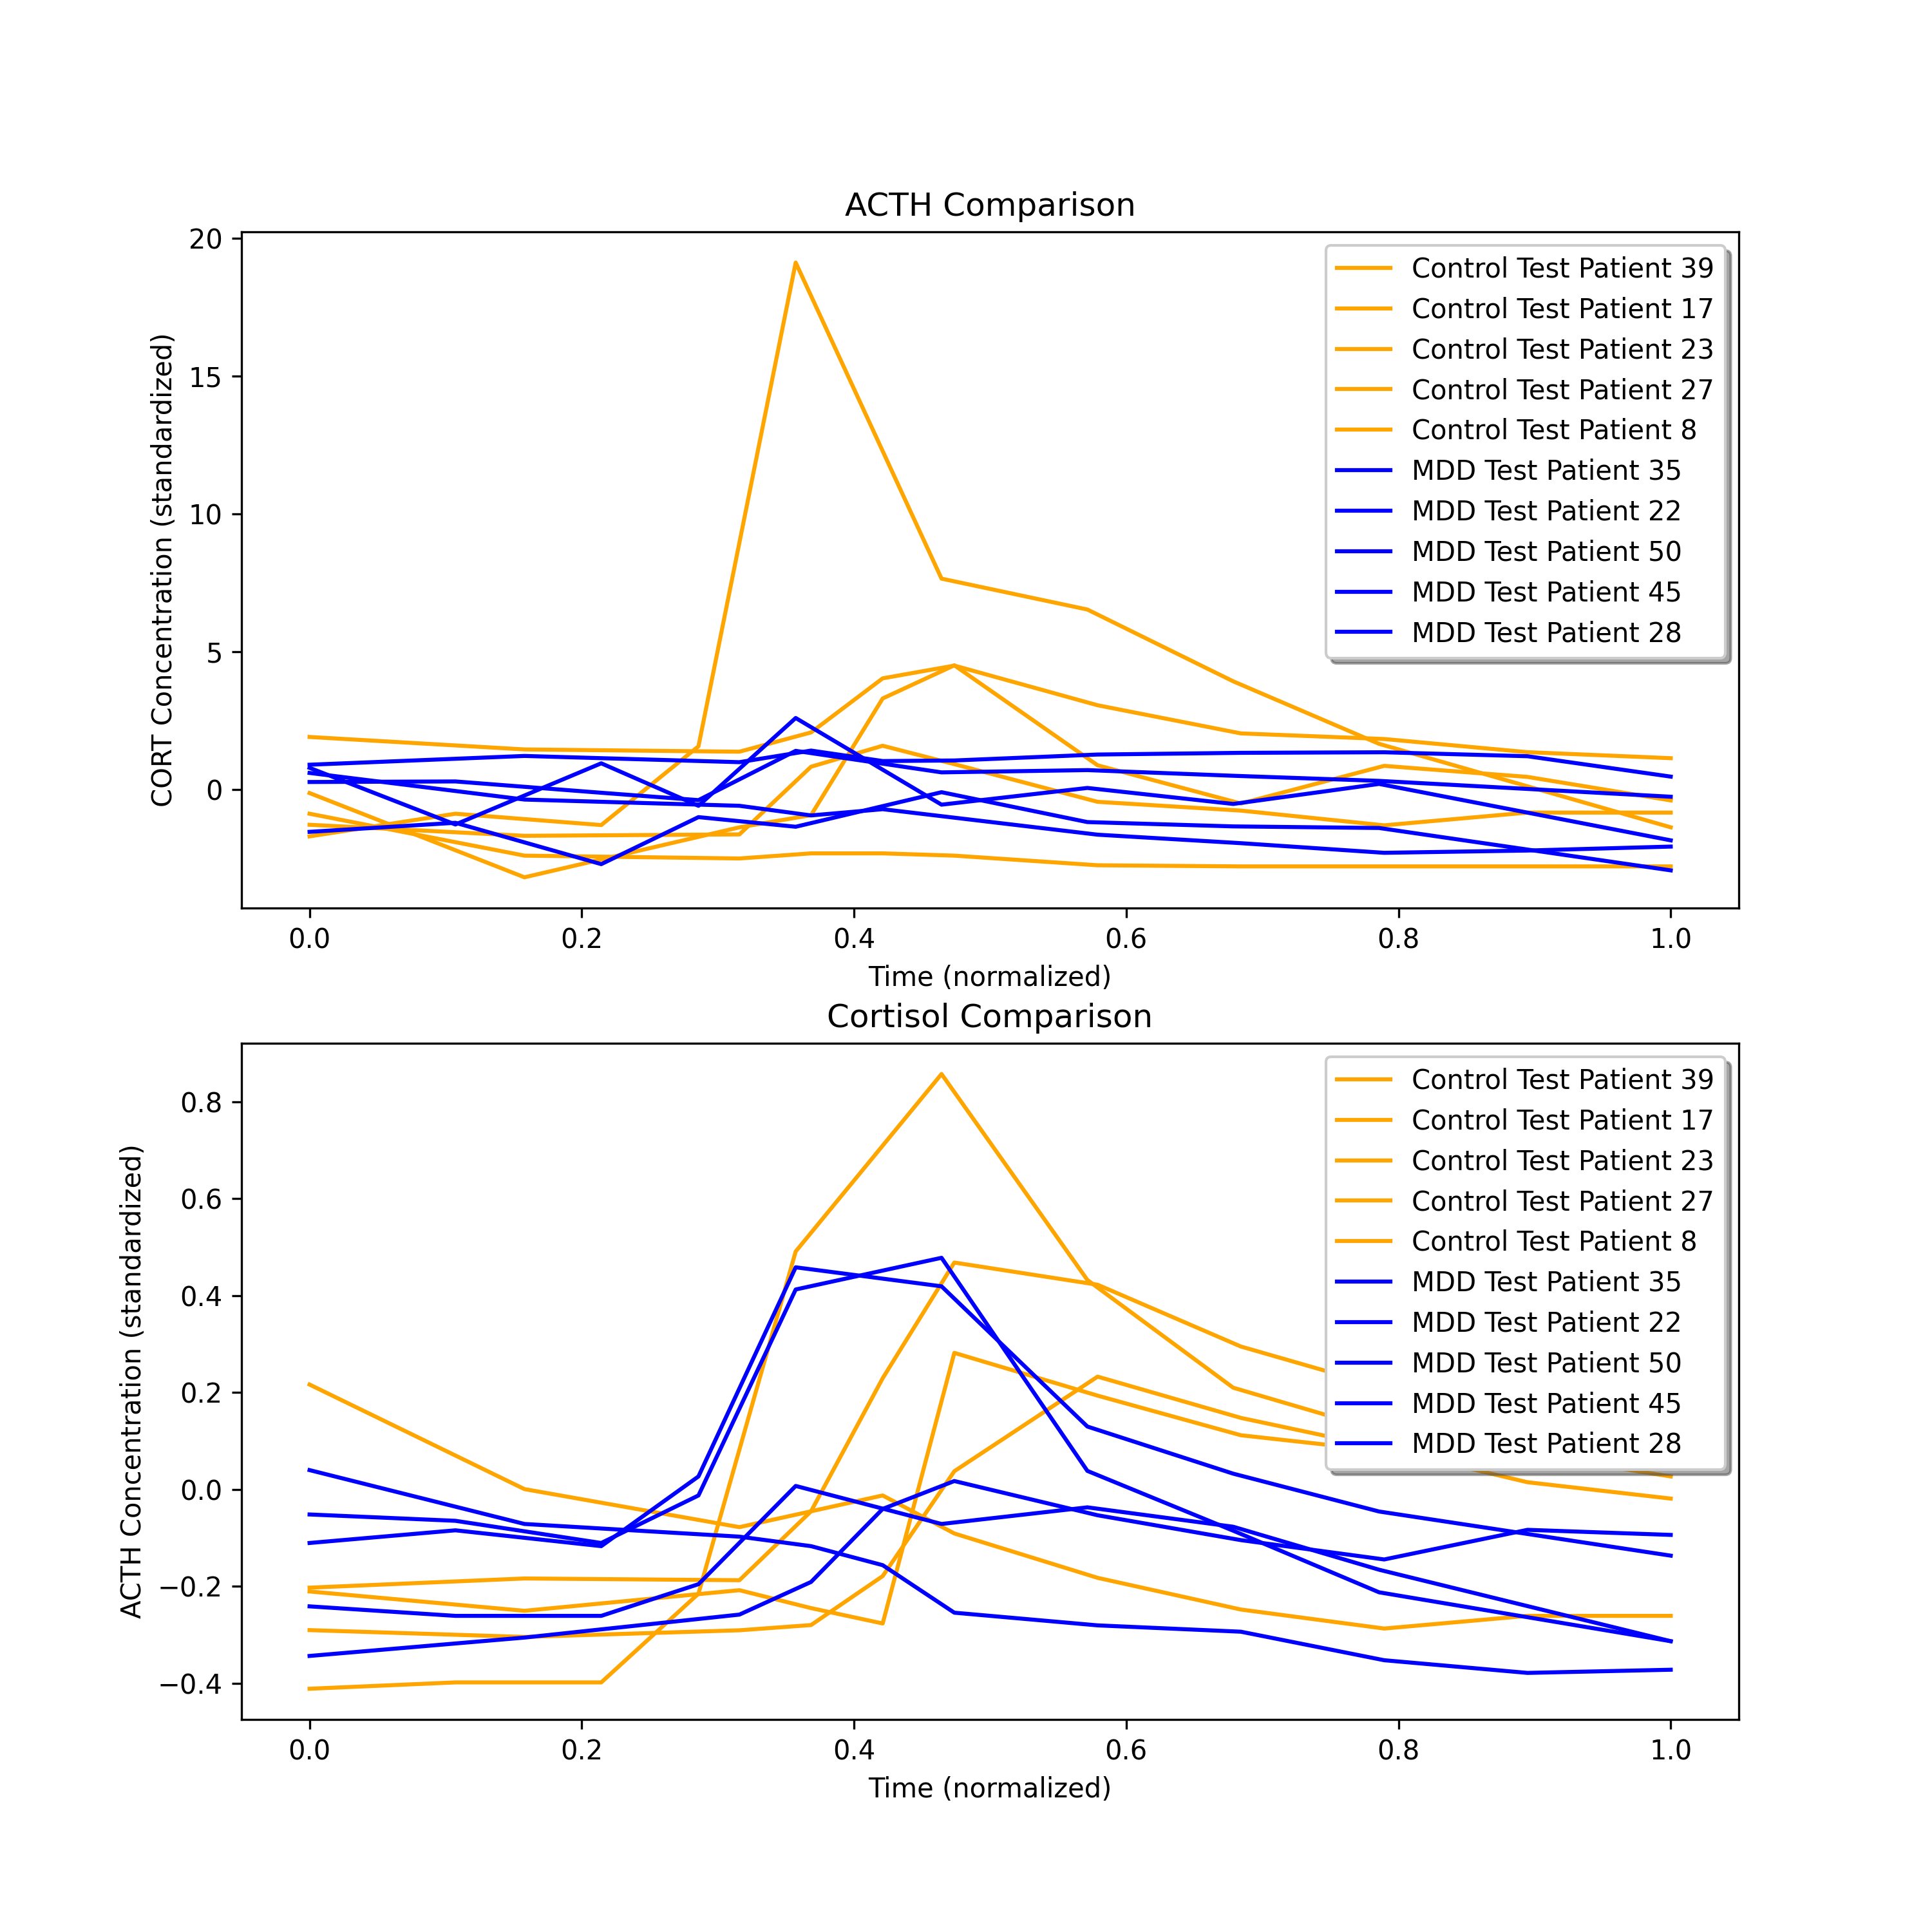 ACTH Comparison
CORT Concentration (standardized)
20
15
10
5
0
Control Test Patient 39
Control Test Patient 17
Control Test Patient 23
Control Test Patient 27
Control Test Patient 8
MDD Test Patient 35
MDD Test Patient 22
MDD Test Patient 50
MDD Test Patient 45
MDD Test Patient 28
0.0 0.2 0.4 0.6 0.8 1.0
Time (normalized)
Cortisol Comparison
ACTH Concentration (standardized)
0.8
0.6
0.4
0.2
0.0
−0.2
−0.4
Control Test Patient 39
Control Test Patient 17
Control Test Patient 23
Control Test Patient 27
Control Test Patient 8
MDD Test Patient 35
MDD Test Patient 22
MDD Test Patient 50
MDD Test Patient 45
MDD Test Patient 28
0.0 0.2 0.4 0.6 0.8 1.0
Time (normalized)